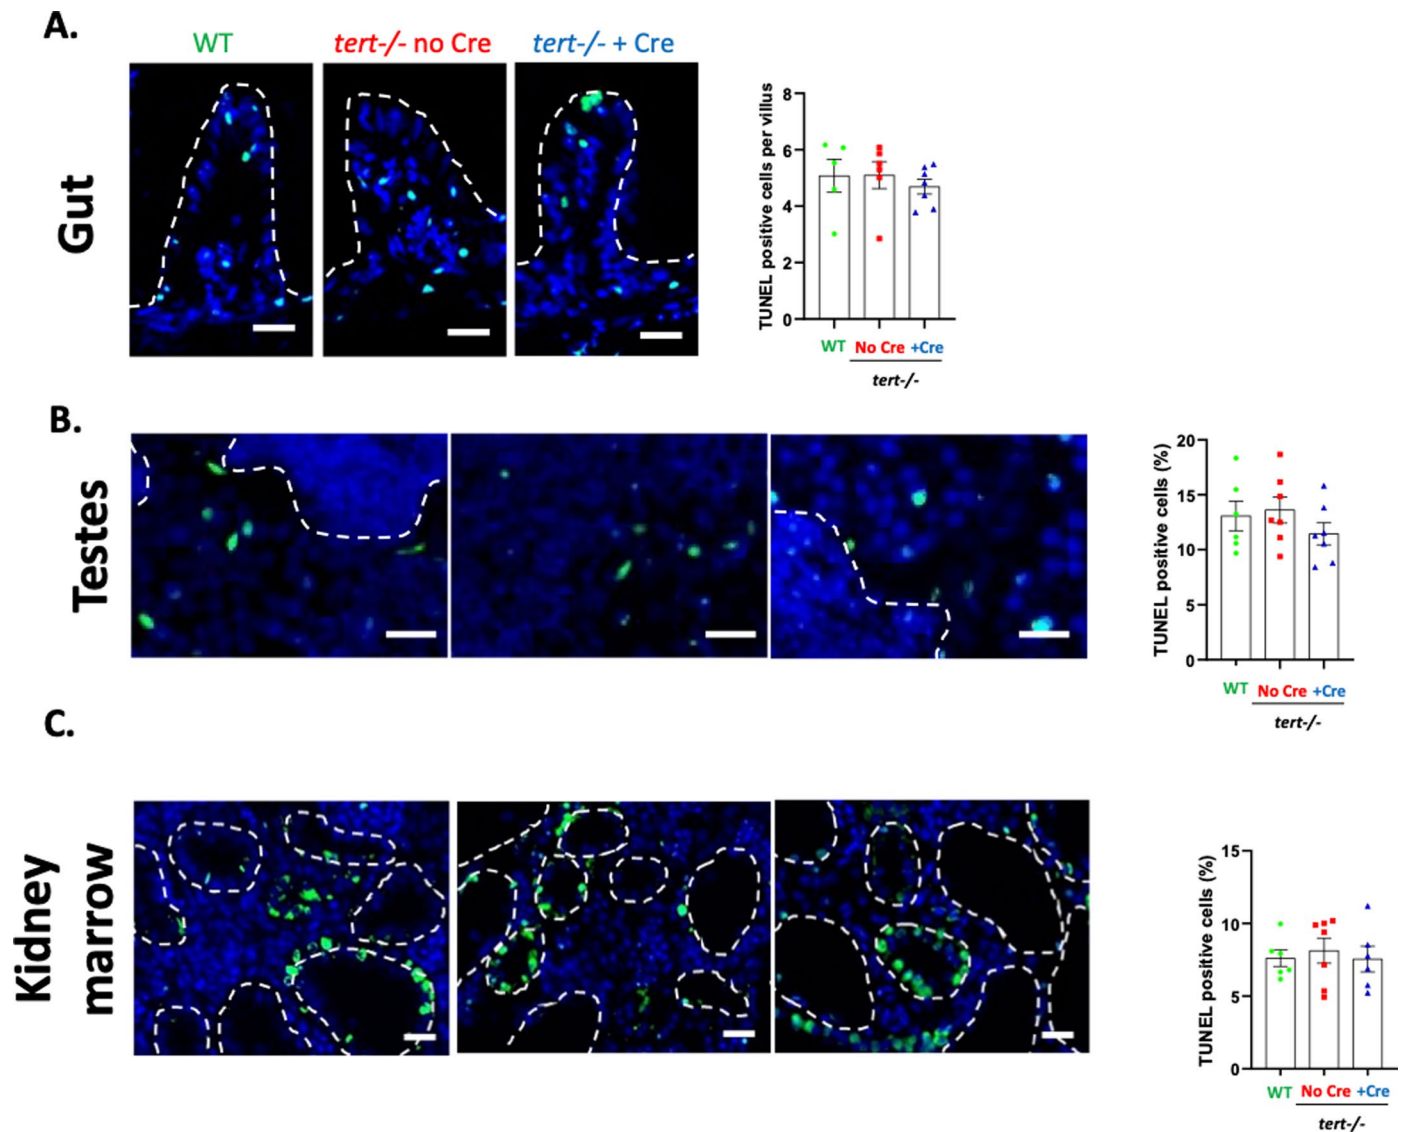 A.
WT
tert-/- no Cre
tert-/- + Cre
Gut
TUNEL positive cells per villus
8
6
4
2
0
WT
No Cre
+Cre
tert-/-
B.
Testes
TUNEL positive cells (%)
20
15
10
5
0
WT
No Cre
+Cre
tert-/-
C.
Kidney
marrow
TUNEL positive cells (%)
15
10
5
0
WT
No Cre
+Cre
tert-/-